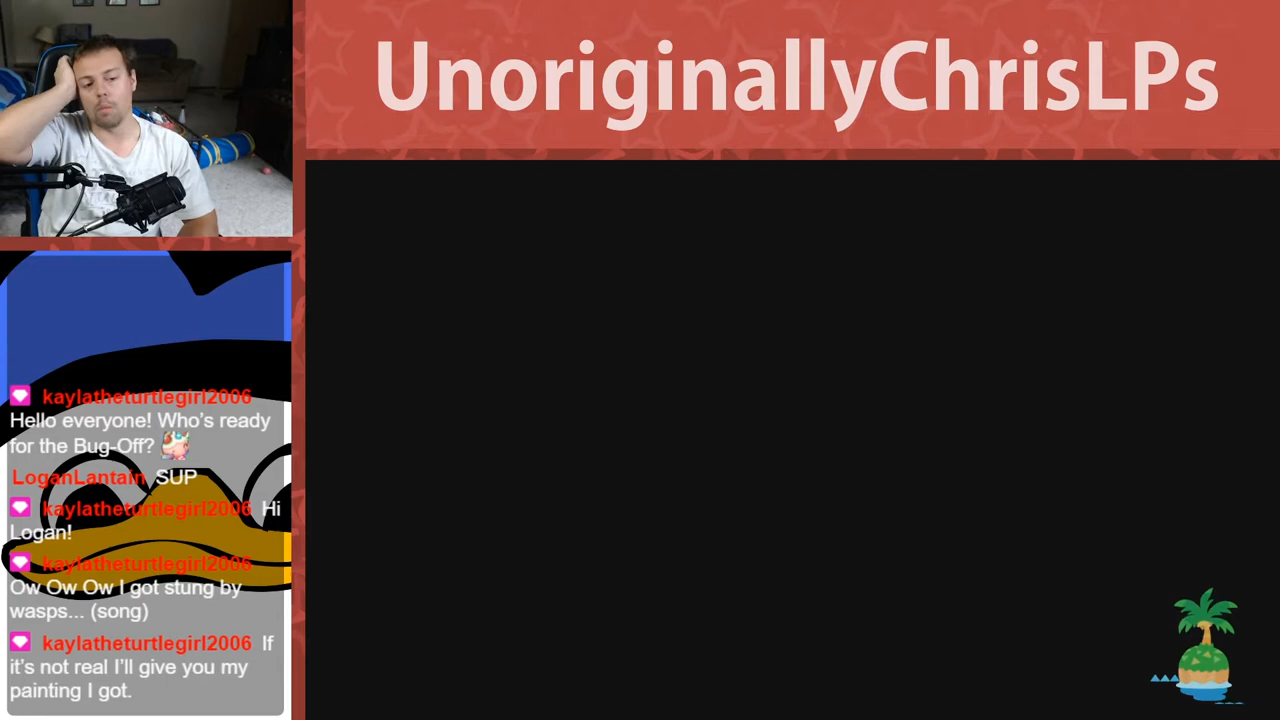 UnoriginallyChrisLPs
kaylatheturtlegirl2006
Hello everyone! Who's ready
for the Bug-Off?
LoganLantain SUP
kaylatheturtlegirl2006 Hi
Logan!
kaylatheturtlegirl2006
Ow Ow Ow I got stung by
wasps... (song)
kaylatheturtlegirl2006 If
it's not real I'll give you my
painting I got.